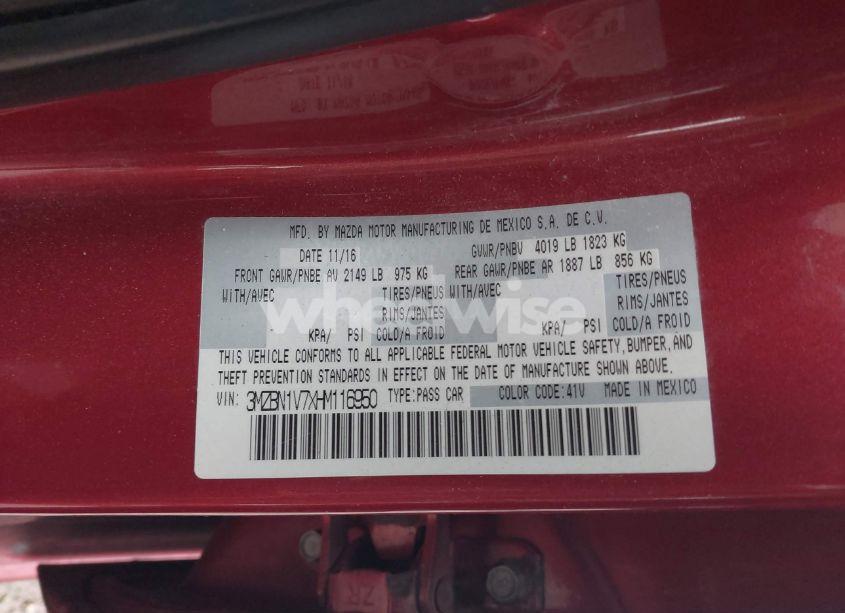 MFD. BY MAZDA MOTOR MANUFACTURING DE MEXICO S.A. DE C.V.
DATE 11/16 GVWR/PNBV 4019 LB 1823 KG
FRONT GAWR/PNBE AV 2149 LB 975 KG REAR GAWR/PNBE AR 1887 LB 856 KG
WITH/AVEC TIRES/PNEUS WITH/AVEC TIRES/PNEUS
RIMS/JANTES RIMS/JANTES
KPA/ PSI COLD/A FROID KPA/ PSI COLD/A FROID
wheelwise
THIS VEHICLE CONFORMS TO ALL APPLICABLE FEDERAL MOTOR VEHICLE SAFETY, BUMPER, AND
THEFT PREVENTION STANDARDS IN EFFECT ON THE DATE OF MANUFACTURE SHOWN ABOVE.
VIN: 3MZBN1V7XHM116950 TYPE:PASS CAR COLOR CODE:41V MADE IN MEXICO
ZR